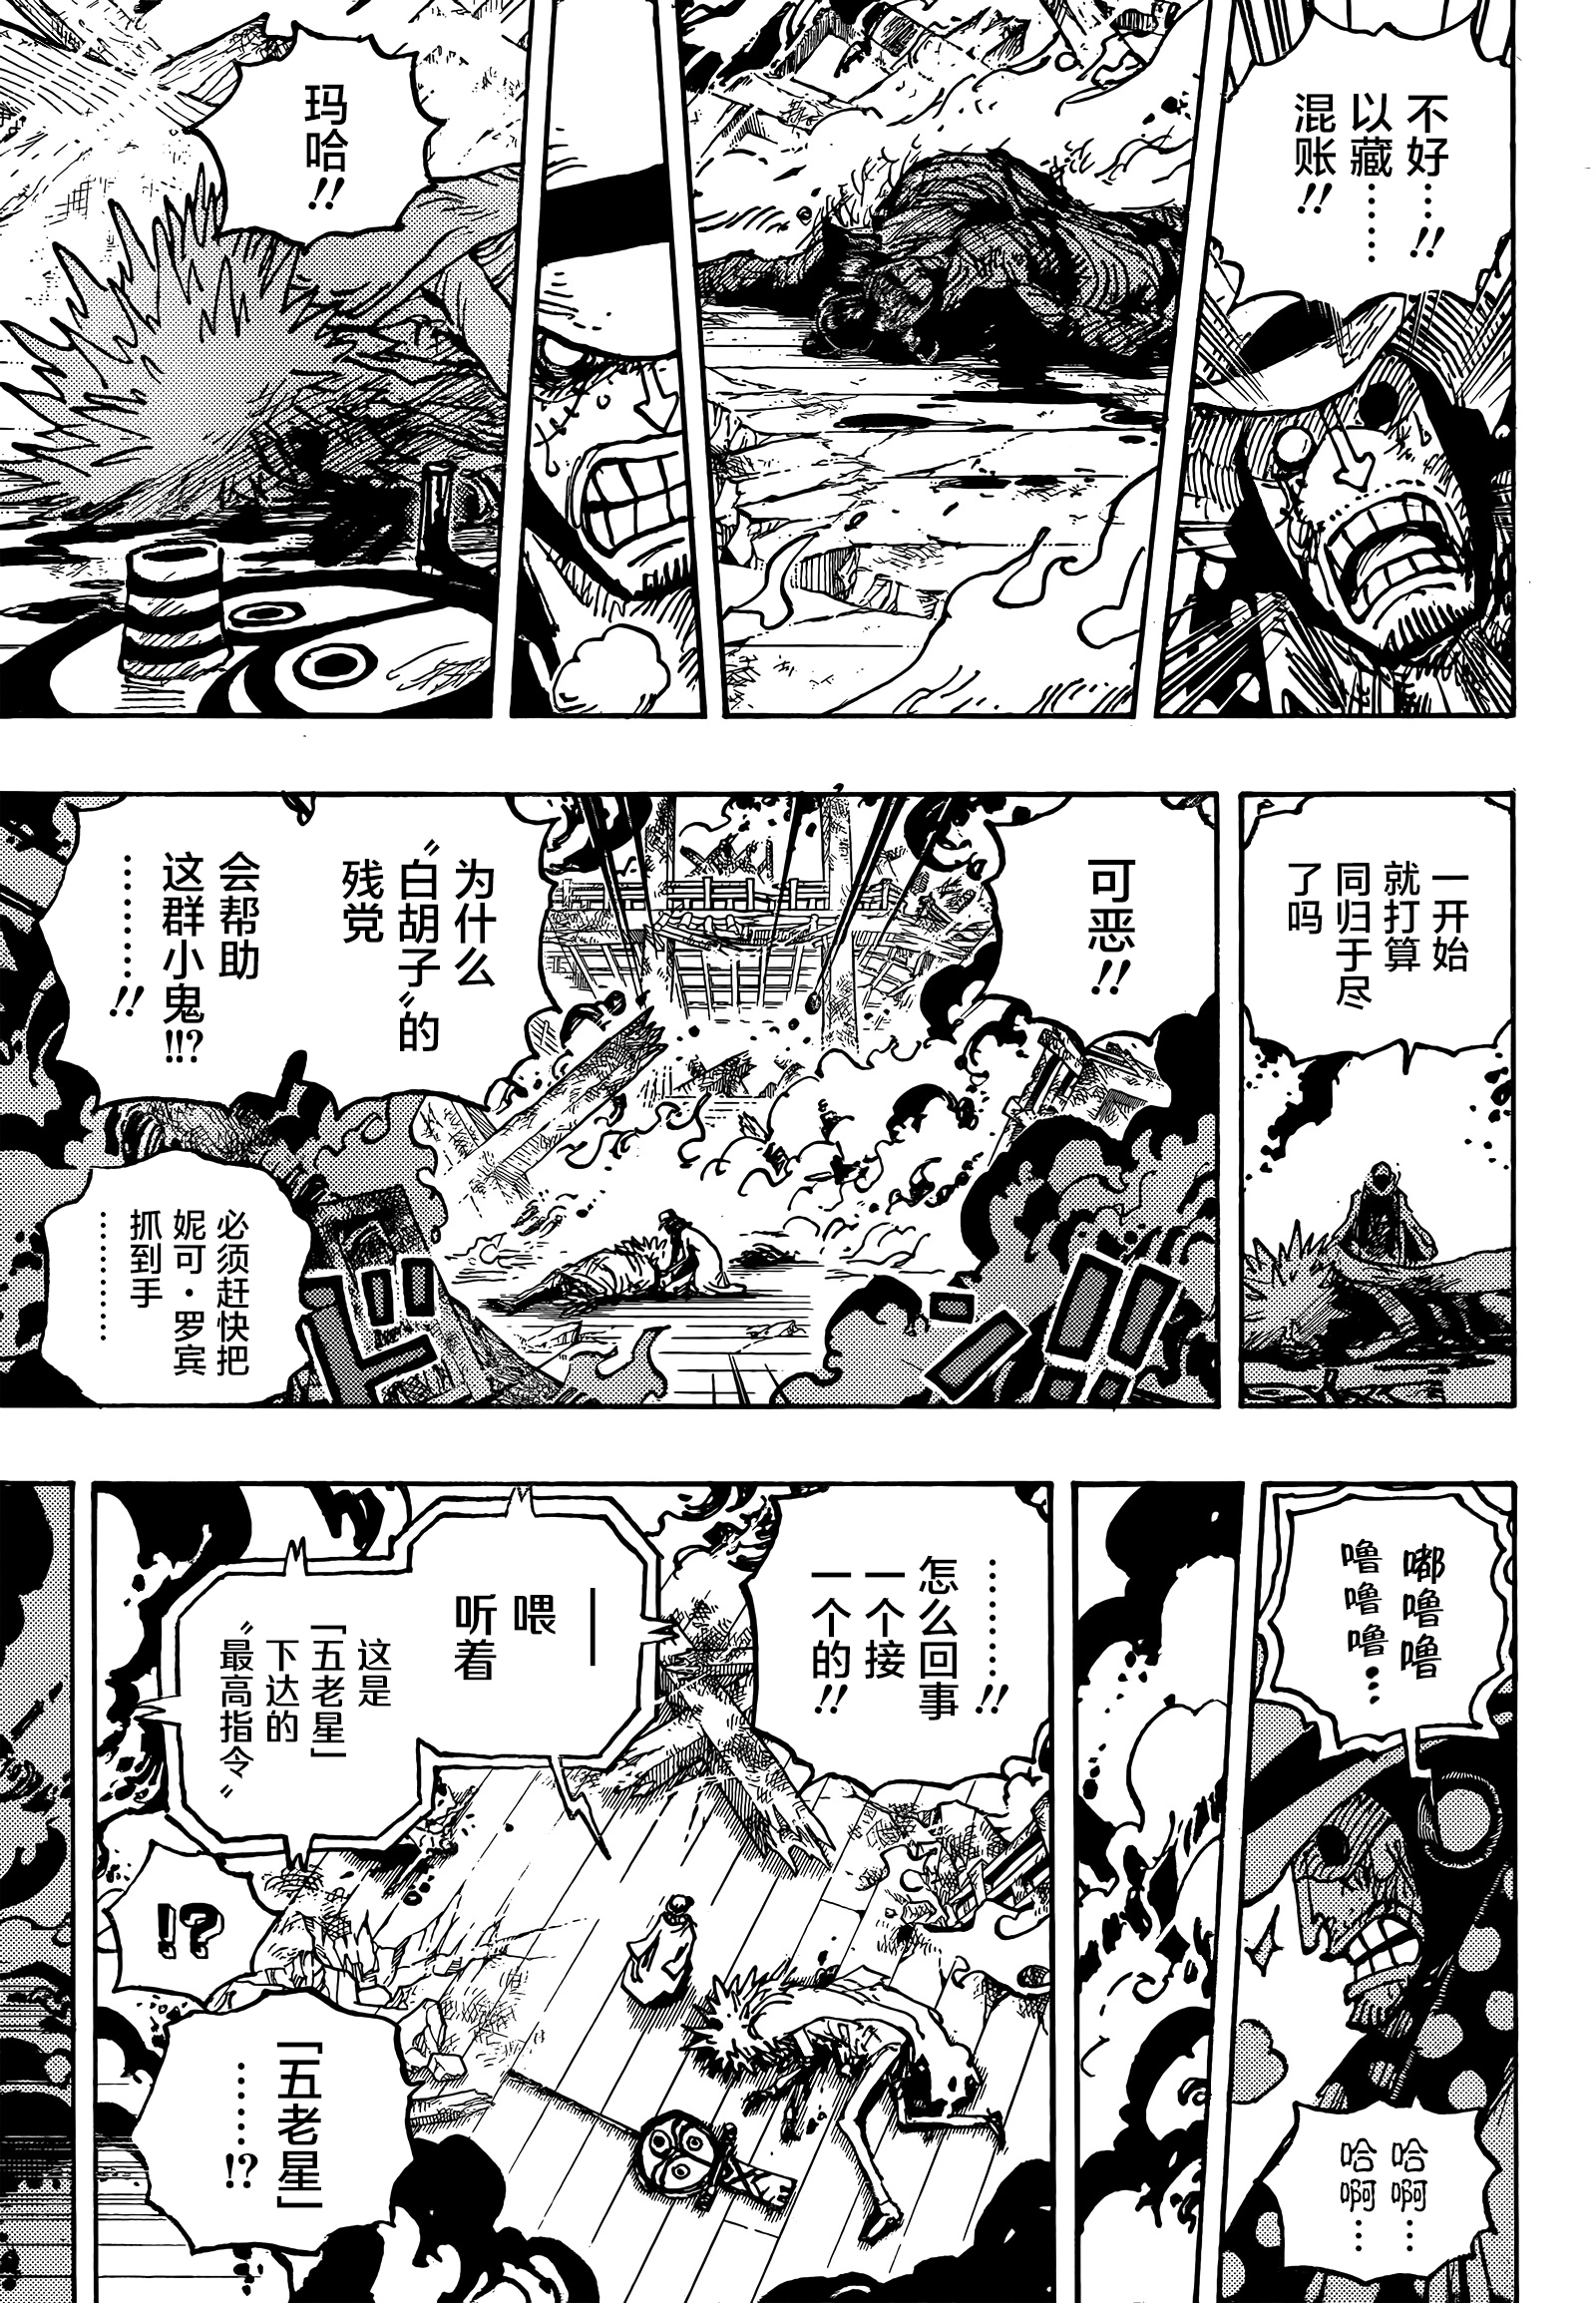 不好…!!
以藏……
混账!!
玛哈!!
一开始
就打算
同归于尽
了吗
可恶!!
为什么
〝白胡子〞的
残党
会帮助
这群小鬼!!?
………!!
必须赶快把
妮可·罗宾
抓到手
………
嘟噜噜
噜噜噜…
哈啊…
哈啊…
………!!
怎么回事
一个接
一个的!!
——
喂
听着
这是
「五老星」
下达的
〝最高指令〞
!?
「五老星」
……!?